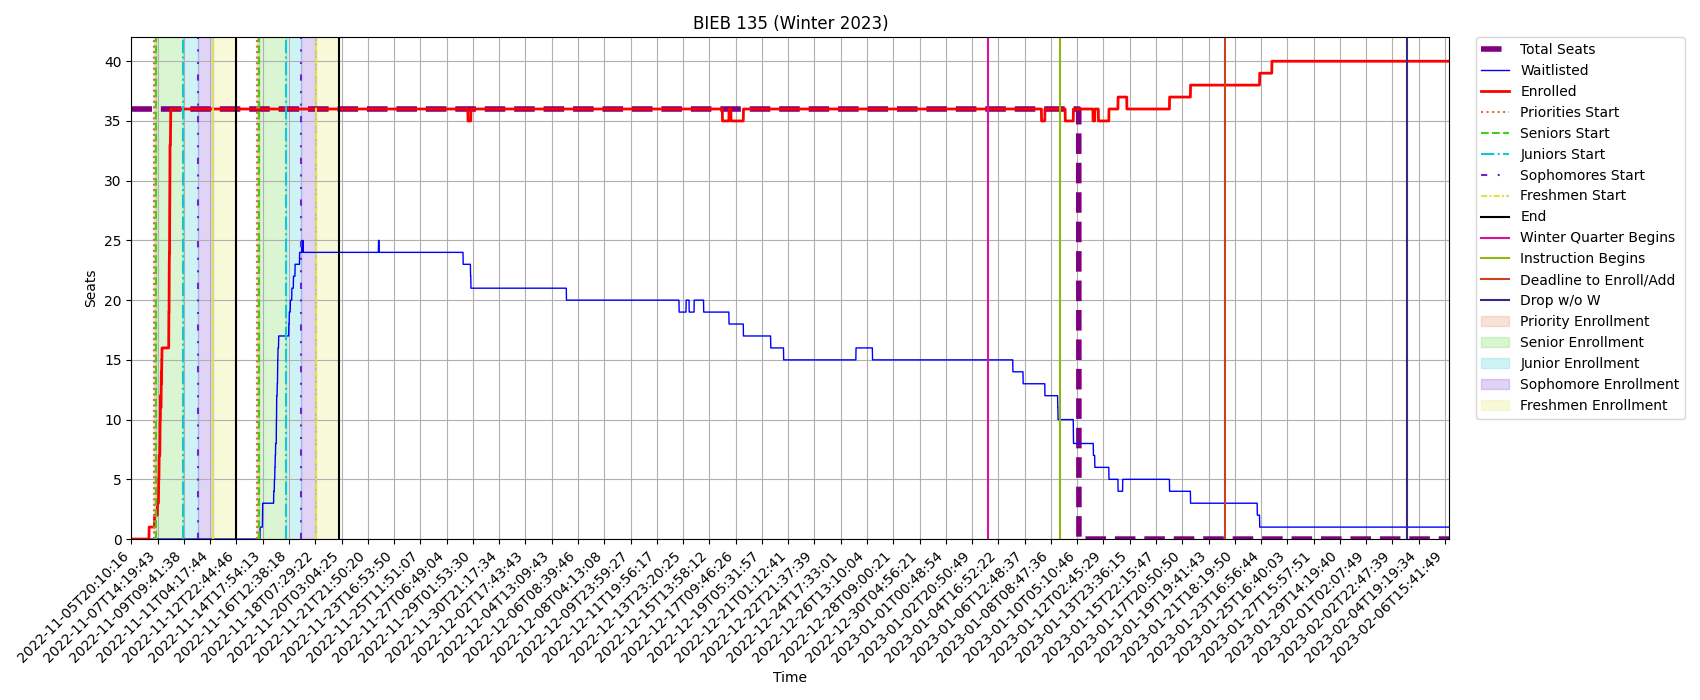 BIEB 135 (Winter 2023)
Seats
40
35
30
25
20
15
10
5
0
2022-11-05T20:10:16
2022-11-07T14:19:43
2022-11-09T09:41:38
2022-11-11T04:17:44
2022-11-12T22:44:46
2022-11-14T17:54:13
2022-11-16T12:38:18
2022-11-18T07:29:22
2022-11-20T03:04:25
2022-11-21T21:50:20
2022-11-23T16:53:50
2022-11-25T11:51:07
2022-11-27T06:49:04
2022-11-29T01:53:30
2022-11-30T21:17:34
2022-12-02T17:43:43
2022-12-04T13:09:43
2022-12-06T08:39:46
2022-12-08T04:13:08
2022-12-09T23:59:27
2022-12-11T19:56:17
2022-12-13T23:20:25
2022-12-15T13:58:12
2022-12-17T09:46:26
2022-12-19T05:31:57
2022-12-21T01:12:41
2022-12-22T21:37:39
2022-12-24T17:33:01
2022-12-26T13:10:04
2022-12-28T09:00:21
2022-12-30T04:56:21
2023-01-01T00:48:54
2023-01-02T20:50:49
2023-01-04T16:52:22
2023-01-06T12:48:37
2023-01-08T08:47:36
2023-01-10T05:10:46
2023-01-12T02:45:29
2023-01-13T23:36:15
2023-01-15T22:15:47
2023-01-17T20:50:50
2023-01-19T19:41:43
2023-01-21T18:19:50
2023-01-23T16:56:44
2023-01-25T16:40:03
2023-01-27T15:57:51
2023-01-29T14:19:40
2023-02-01T02:07:49
2023-02-02T22:47:39
2023-02-04T19:19:34
2023-02-06T15:41:49
Time
Total Seats
Waitlisted
Enrolled
Priorities Start
Seniors Start
Juniors Start
Sophomores Start
Freshmen Start
End
Winter Quarter Begins
Instruction Begins
Deadline to Enroll/Add
Drop w/o W
Priority Enrollment
Senior Enrollment
Junior Enrollment
Sophomore Enrollment
Freshmen Enrollment